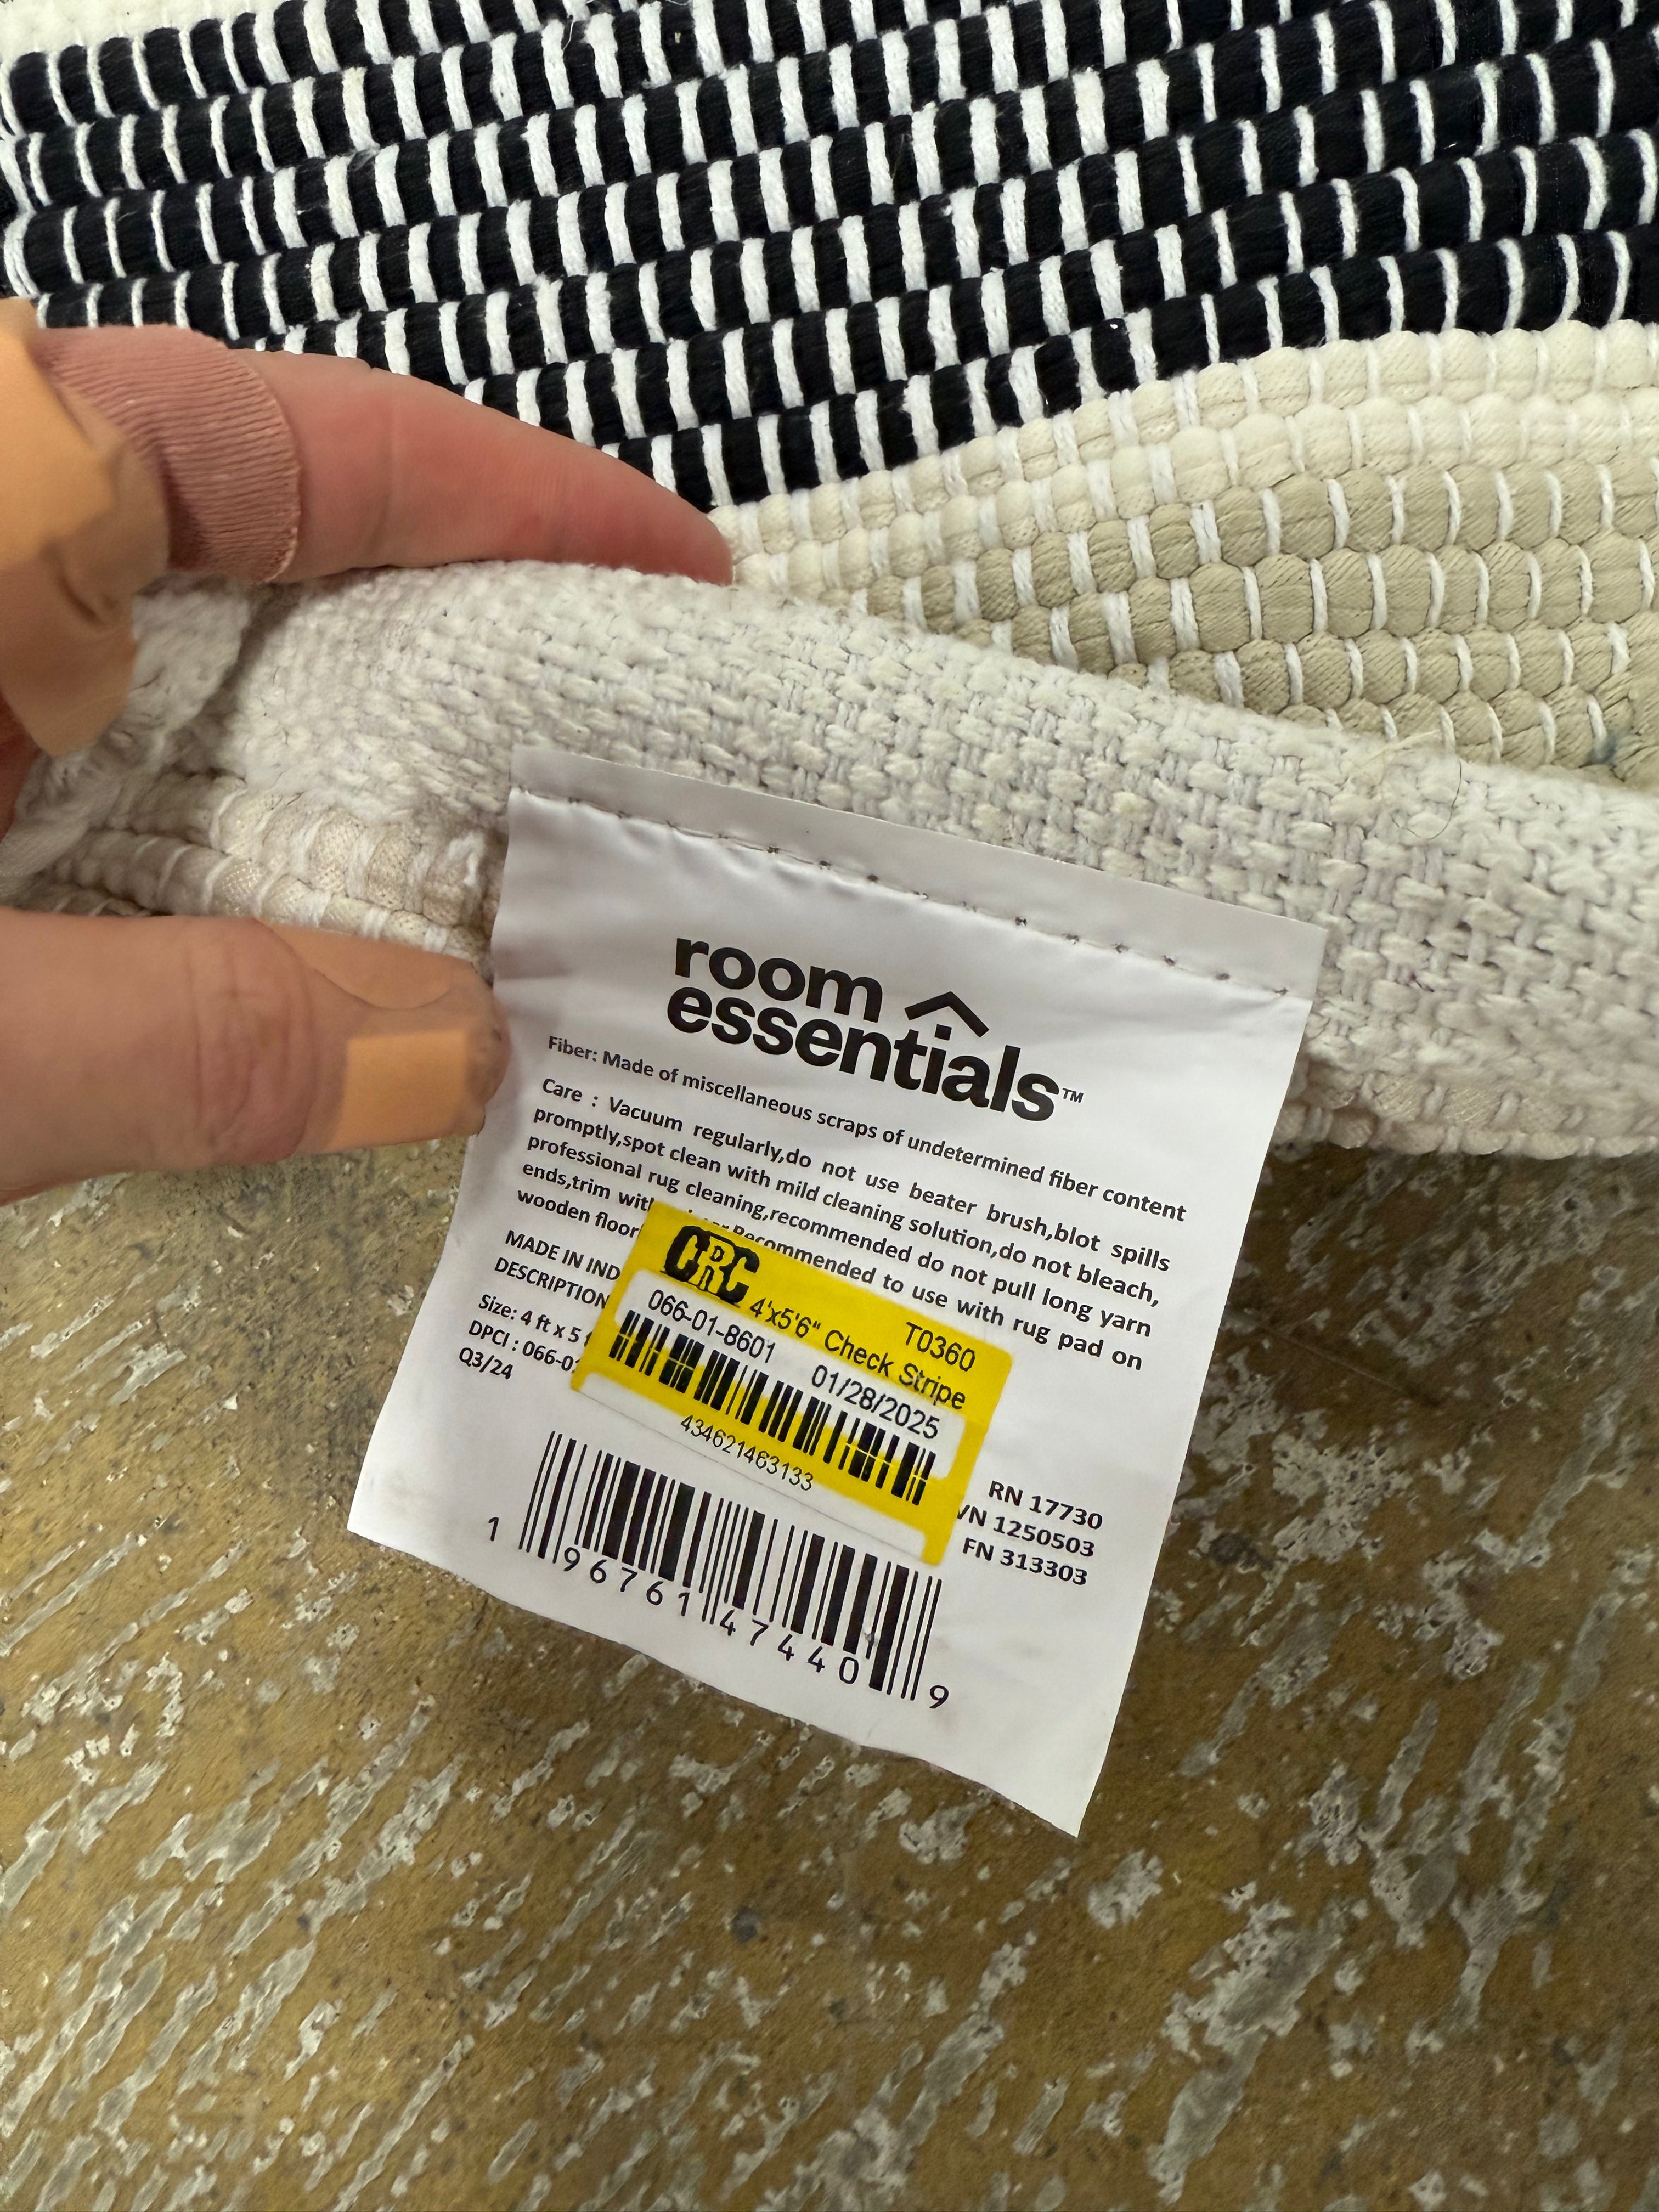 room
essentials™
Fiber: Made of miscellaneous scraps of undetermined fiber content
Care : Vacuum regularly,do not use beater brush,blot spills
promptly,spot clean with mild cleaning solution,do not bleach,
professional rug cleaning,recommended do not pull long yarn
ends,trim with Recommended to use with rug pad on
wooden floor
MADE IN IND
DESCRIPTION
Size: 4 ft x 5 f
DPCI : 066-0
Q3/24
CRC T0360
4'x5'6" Check Stripe
066-01-8601 01/28/2025
434621463133
RN 17730
VN 1250503
FN 313303
1 96761 47440 9